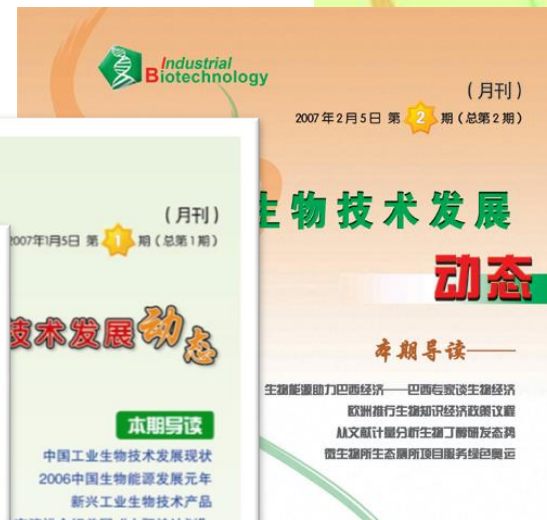 Industrial
Biotechnology
(月刊)
2007年2月5日 第2期(总第2期)
生物技术发展
动态
本期导读——
生物能源助力巴西经济——巴西专家谈生物经济
欧洲推行生物知识经济政策议程
从文献计量分析生物丁醇研发态势
微生物所生态厕所项目服务绿色奥运
(月刊)
2007年1月5日 第1期(总第1期)
技术发展动态
本期导读
中国工业生物技术发展现状
2006中国生物能源发展元年
新兴工业生物技术产品